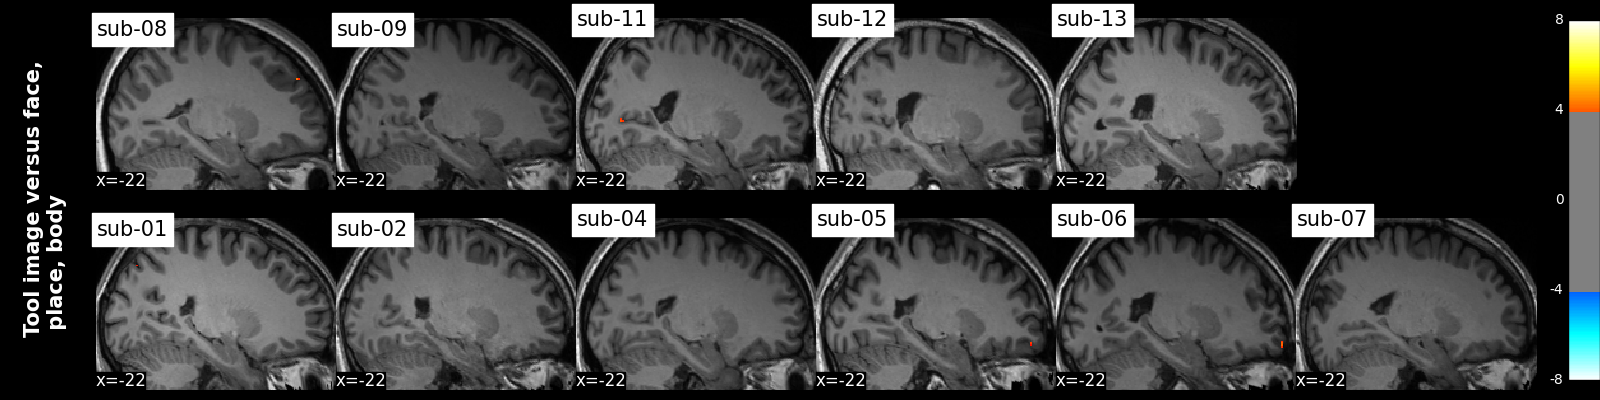 Tool image versus face,
place, body
sub-08 sub-09 sub-11 sub-12 sub-13
x=-22 x=-22 x=-22 x=-22 x=-22
sub-01 sub-02 sub-04 sub-05 sub-06 sub-07
x=-22 x=-22 x=-22 x=-22 x=-22 x=-22
8
4
0
-4
-8